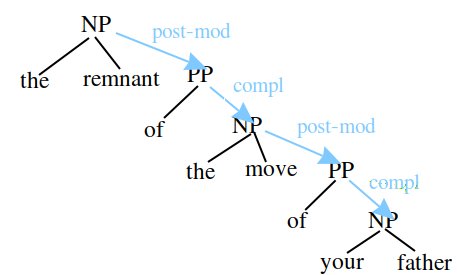 NP
post-mod
the remnant PP
compl
of NP
post-mod
the move PP
compl
of NP
your father